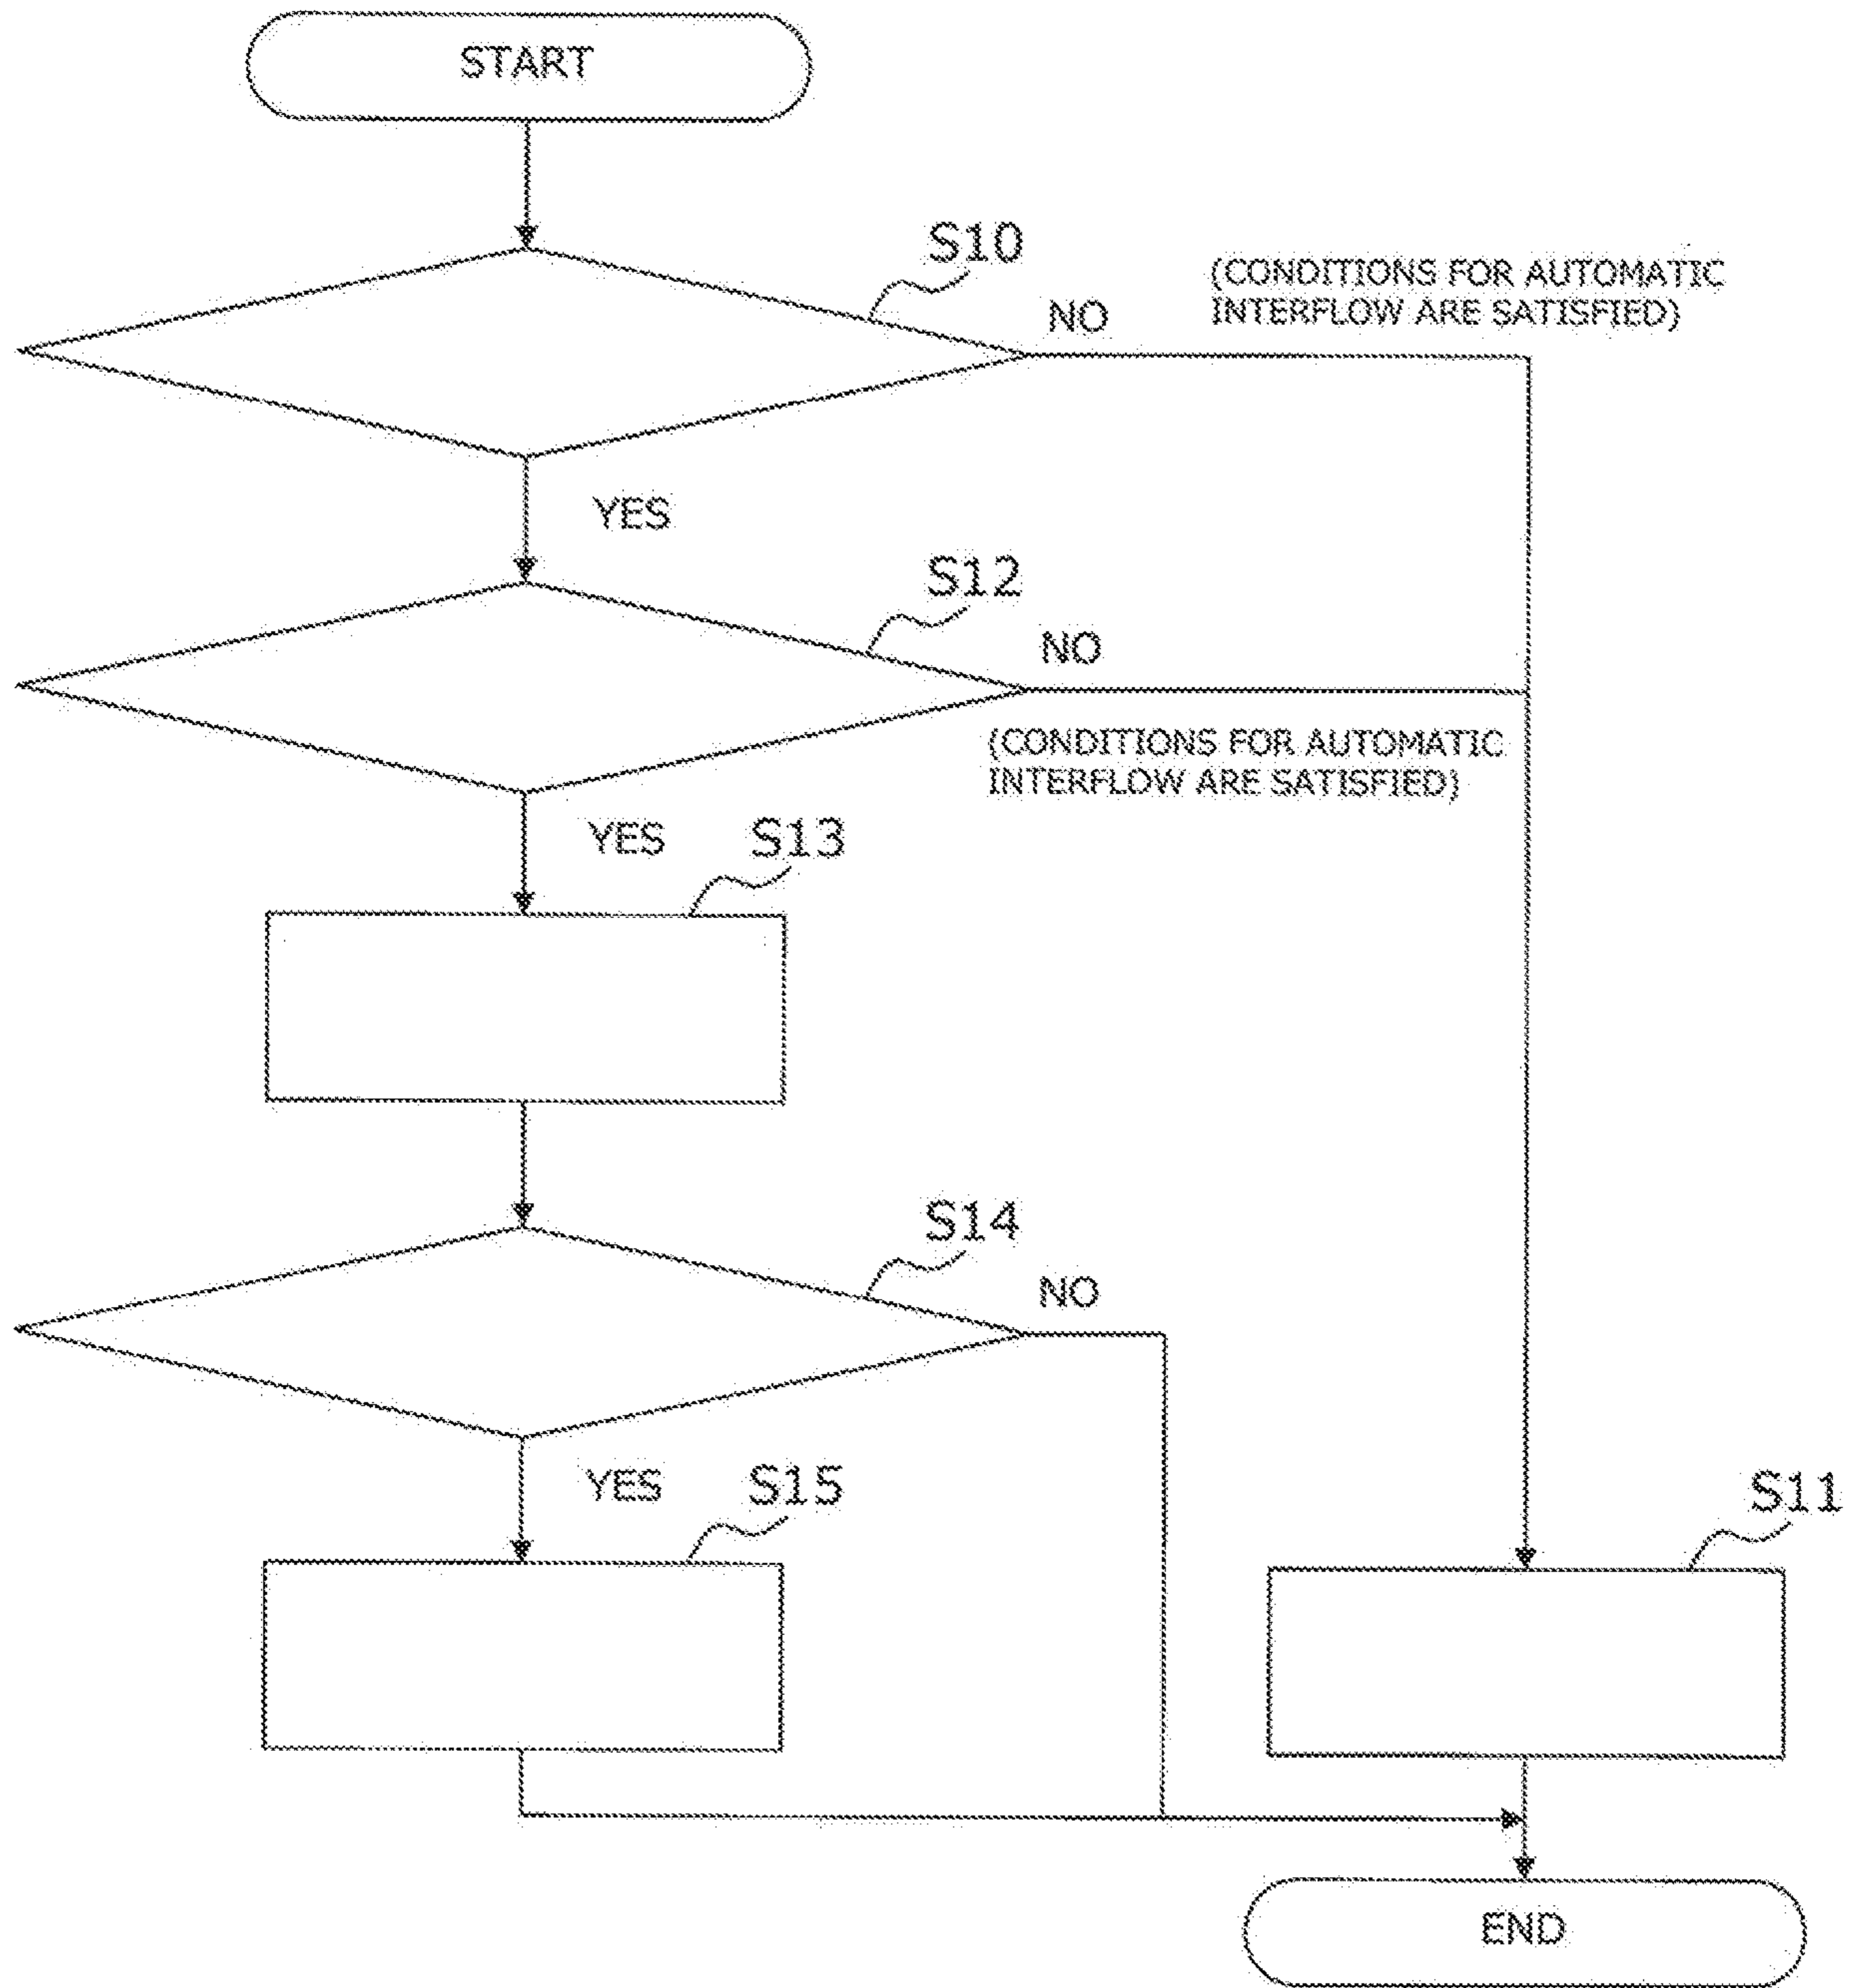 START
S10
(CONDITIONS FOR AUTOMATIC
INTERFLOW ARE SATISFIED)
NO
YES
S12
NO
(CONDITIONS FOR AUTOMATIC
INTERFLOW ARE SATISFIED)
YES
S13
S14
NO
YES
S15
S11
END